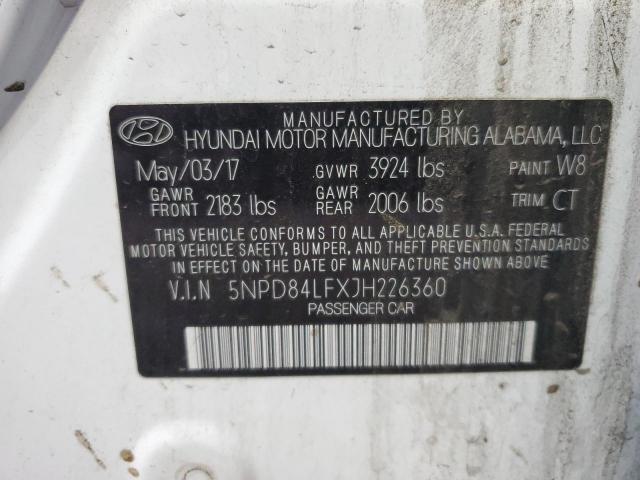 MANUFACTURED BY
HYUNDAI MOTOR MANUFACTURING ALABAMA, LLC
May/03/17 GVWR 3924 lbs PAINT W8
GAWR FRONT 2183 lbs GAWR REAR 2006 lbs TRIM CT
THIS VEHICLE CONFORMS TO ALL APPLICABLE U.S.A. FEDERAL
MOTOR VEHICLE SAFETY, BUMPER, AND THEFT PREVENTION STANDARDS
IN EFFECT ON THE DATE OF MANUFACTURE SHOWN ABOVE.
V.I.N 5NPD84LFXJH226360
PASSENGER CAR